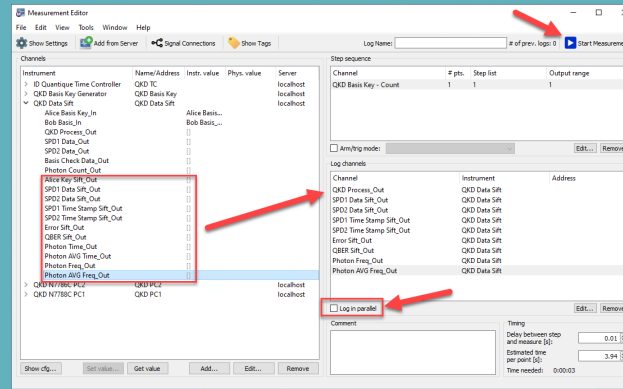 Measurement Editor
File Edit View Tools Window Help
Show Settings Add from Server Signal Connections Show Tags Log Name: # of prev. logs: 0 Start Measureme
Channels
Instrument Name/Address Instr. value Phys. value Server
ID Quantique Time Controller QKD TC localhost
QKD Basis Key Generator QKD Basis Key localhost
QKD Data Sift QKD Data Sift localhost
Alice Basis Key_In Alice Basis...
Bob Basis_In Bob Basis_...
QKD Process_Out []
SPD1 Data_Out []
SPD2 Data_Out []
Basis Check Data_Out []
Photon Count_Out []
Alice Key Sift_Out []
SPD1 Data Sift_Out []
SPD2 Data Sift_Out []
SPD1 Time Stamp Sift_Out []
SPD2 Time Stamp Sift_Out []
Error Sift_Out []
QBER Sift_Out []
Photon Time_Out []
Photon AVG Time_Out []
Photon Freq_Out []
Photon AVG Freq_Out []
QKD N7786C PC2 QKD PC2 localhost
QKD N7788C PC1 QKD PC1 localhost
Show cfg... Set value... Get value Add... Edit... Remove
Step sequence
Channel # pts. Step list Output range
QKD Basis Key - Count 1 1 1
Arm/trig mode: Edit... Remove
Log channels
Channel Instrument Address
QKD Process_Out QKD Data Sift
SPD1 Data Sift_Out QKD Data Sift
SPD2 Data Sift_Out QKD Data Sift
SPD1 Time Stamp Sift_Out QKD Data Sift
SPD2 Time Stamp Sift_Out QKD Data Sift
Error Sift_Out QKD Data Sift
QBER Sift_Out QKD Data Sift
Photon Freq_Out QKD Data Sift
Photon AVG Freq_Out QKD Data Sift
Log in parallel Edit... Remove
Comment
Timing
Delay between step
and measure [s]: 0.01
Estimated time
per point [s]: 3.94
Time needed: 0:00:03